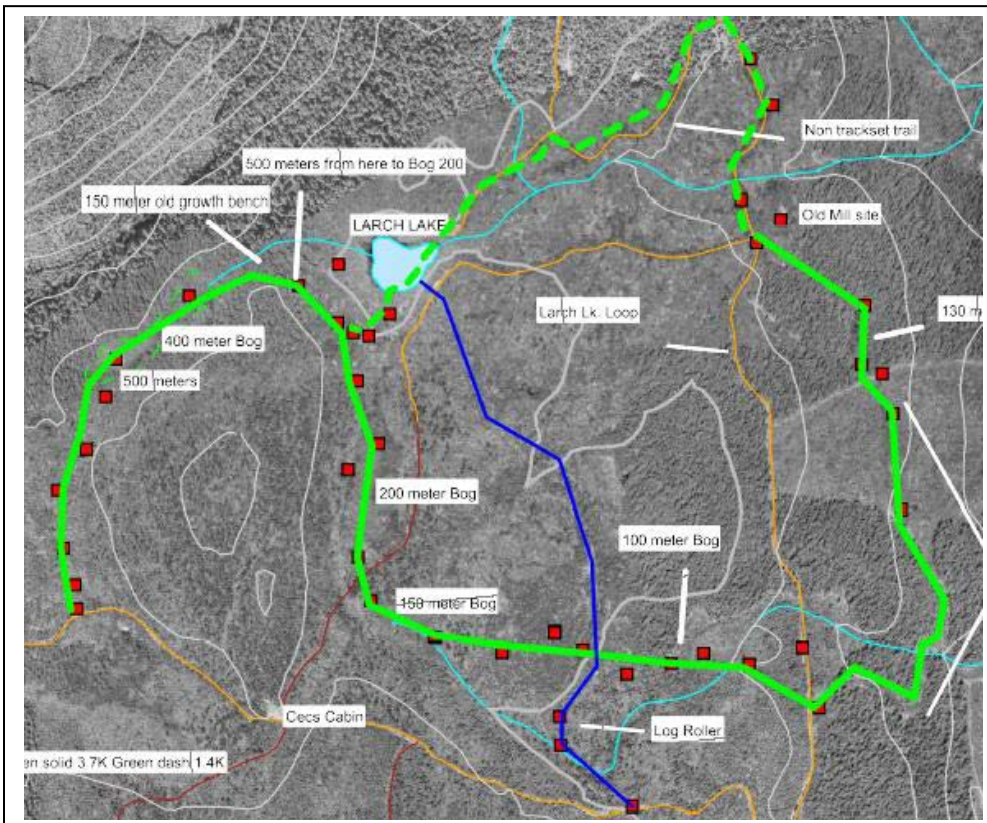 Non trackset trail
500 meters from here to Bog 200
150 meter old growth bench
LARCH LAKE
Old Mill site
Larch Lk. Loop
130 m
400 meter Bog
500 meters
200 meter Bog
100 meter Bog
150 meter Bog
Cecs Cabin
Log Roller
en solid 3.7K Green dash 1.4K